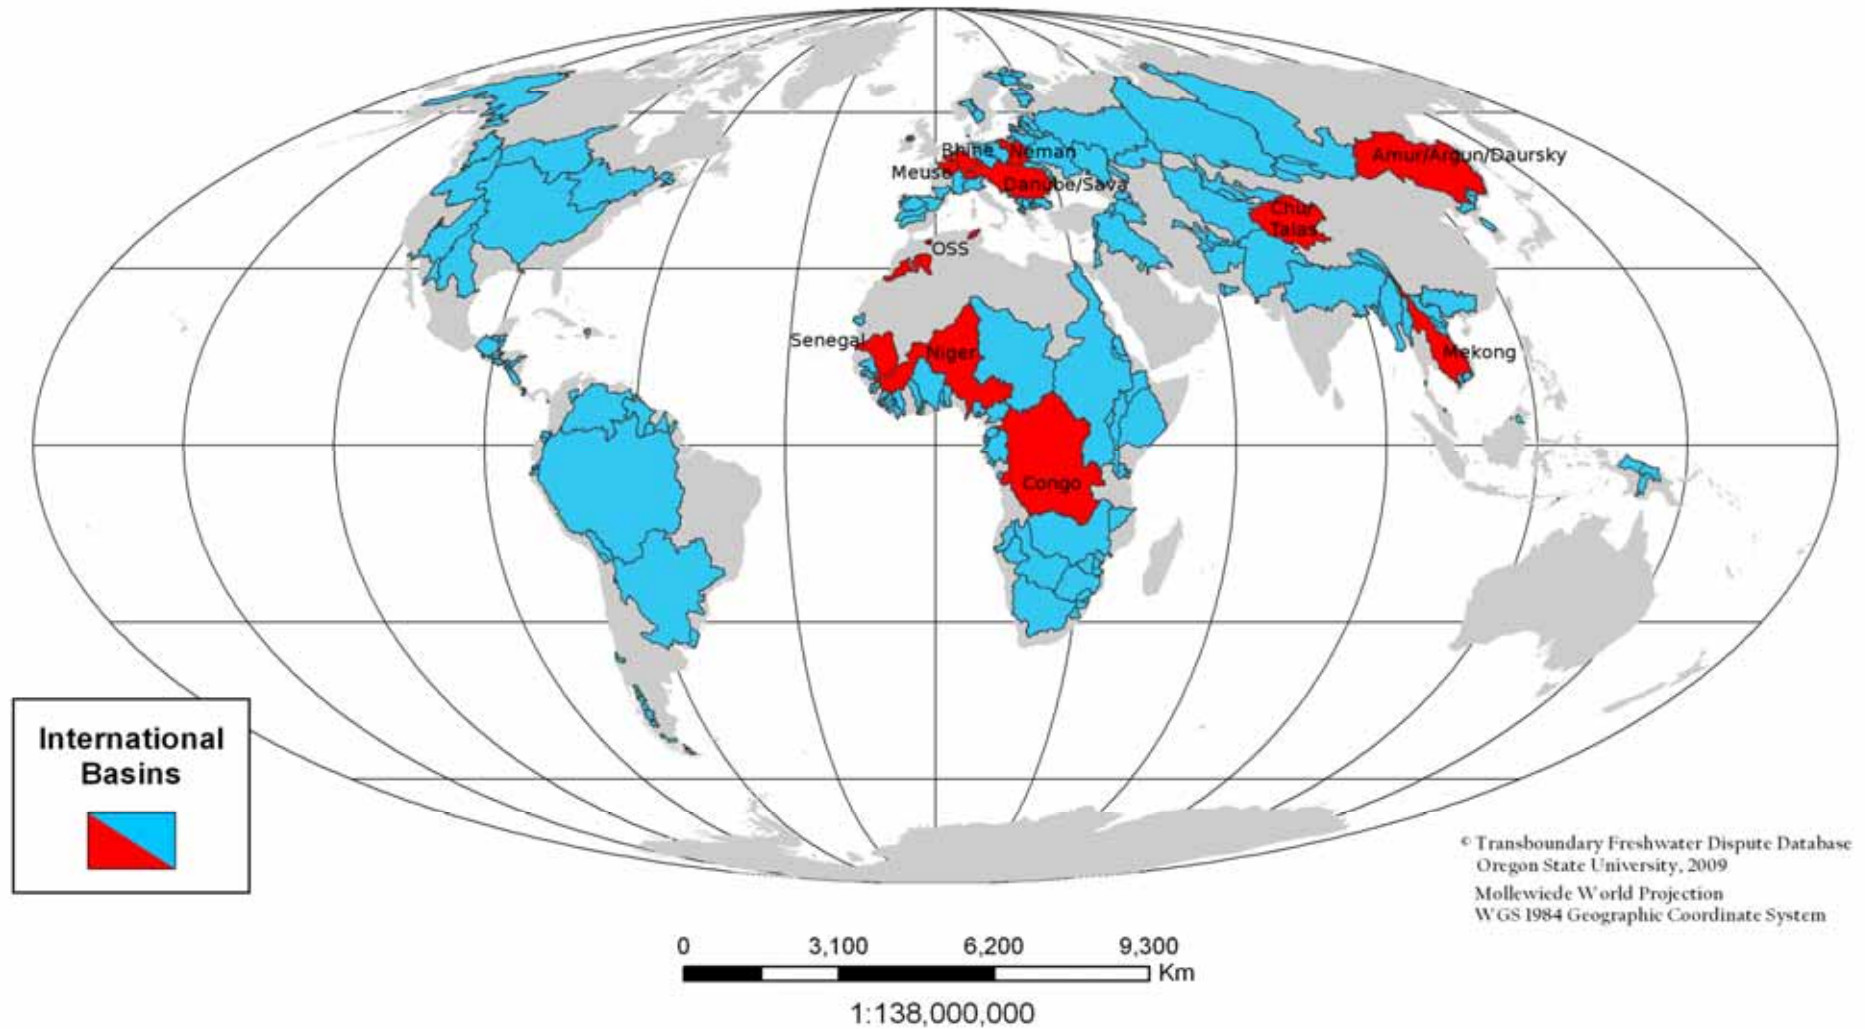 Rhine
Neman
Meuse
Danube/Sava
Amur/Argun/Daursky
Chu/
Talas
OSS
Senegal
Niger
Mekong
Congo
International
Basins
© Transboundary Freshwater Dispute Database
Oregon State University, 2009
Mollewiede World Projection
WGS 1984 Geographic Coordinate System
0 3,100 6,200 9,300
Km
1:138,000,000